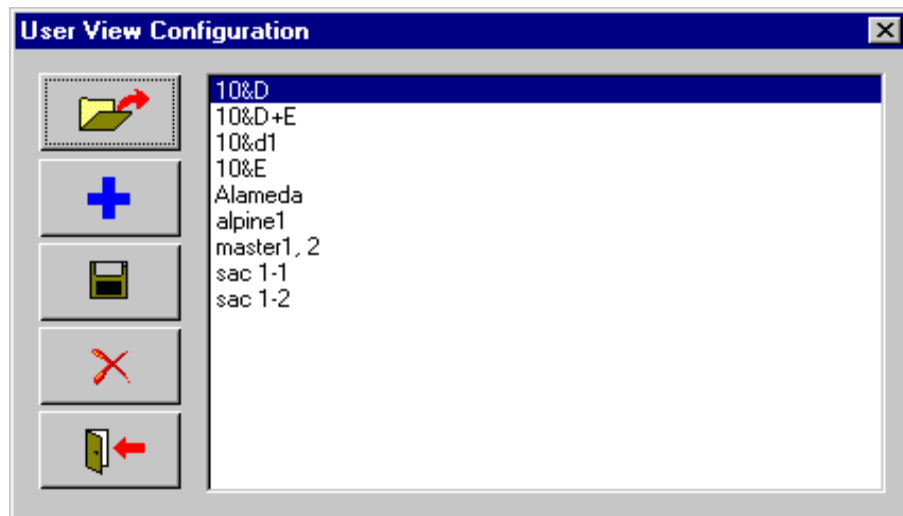 User View Configuration
10&D
10&D+E
10&d1
10&E
Alameda
alpine1
master1, 2
sac 1-1
sac 1-2